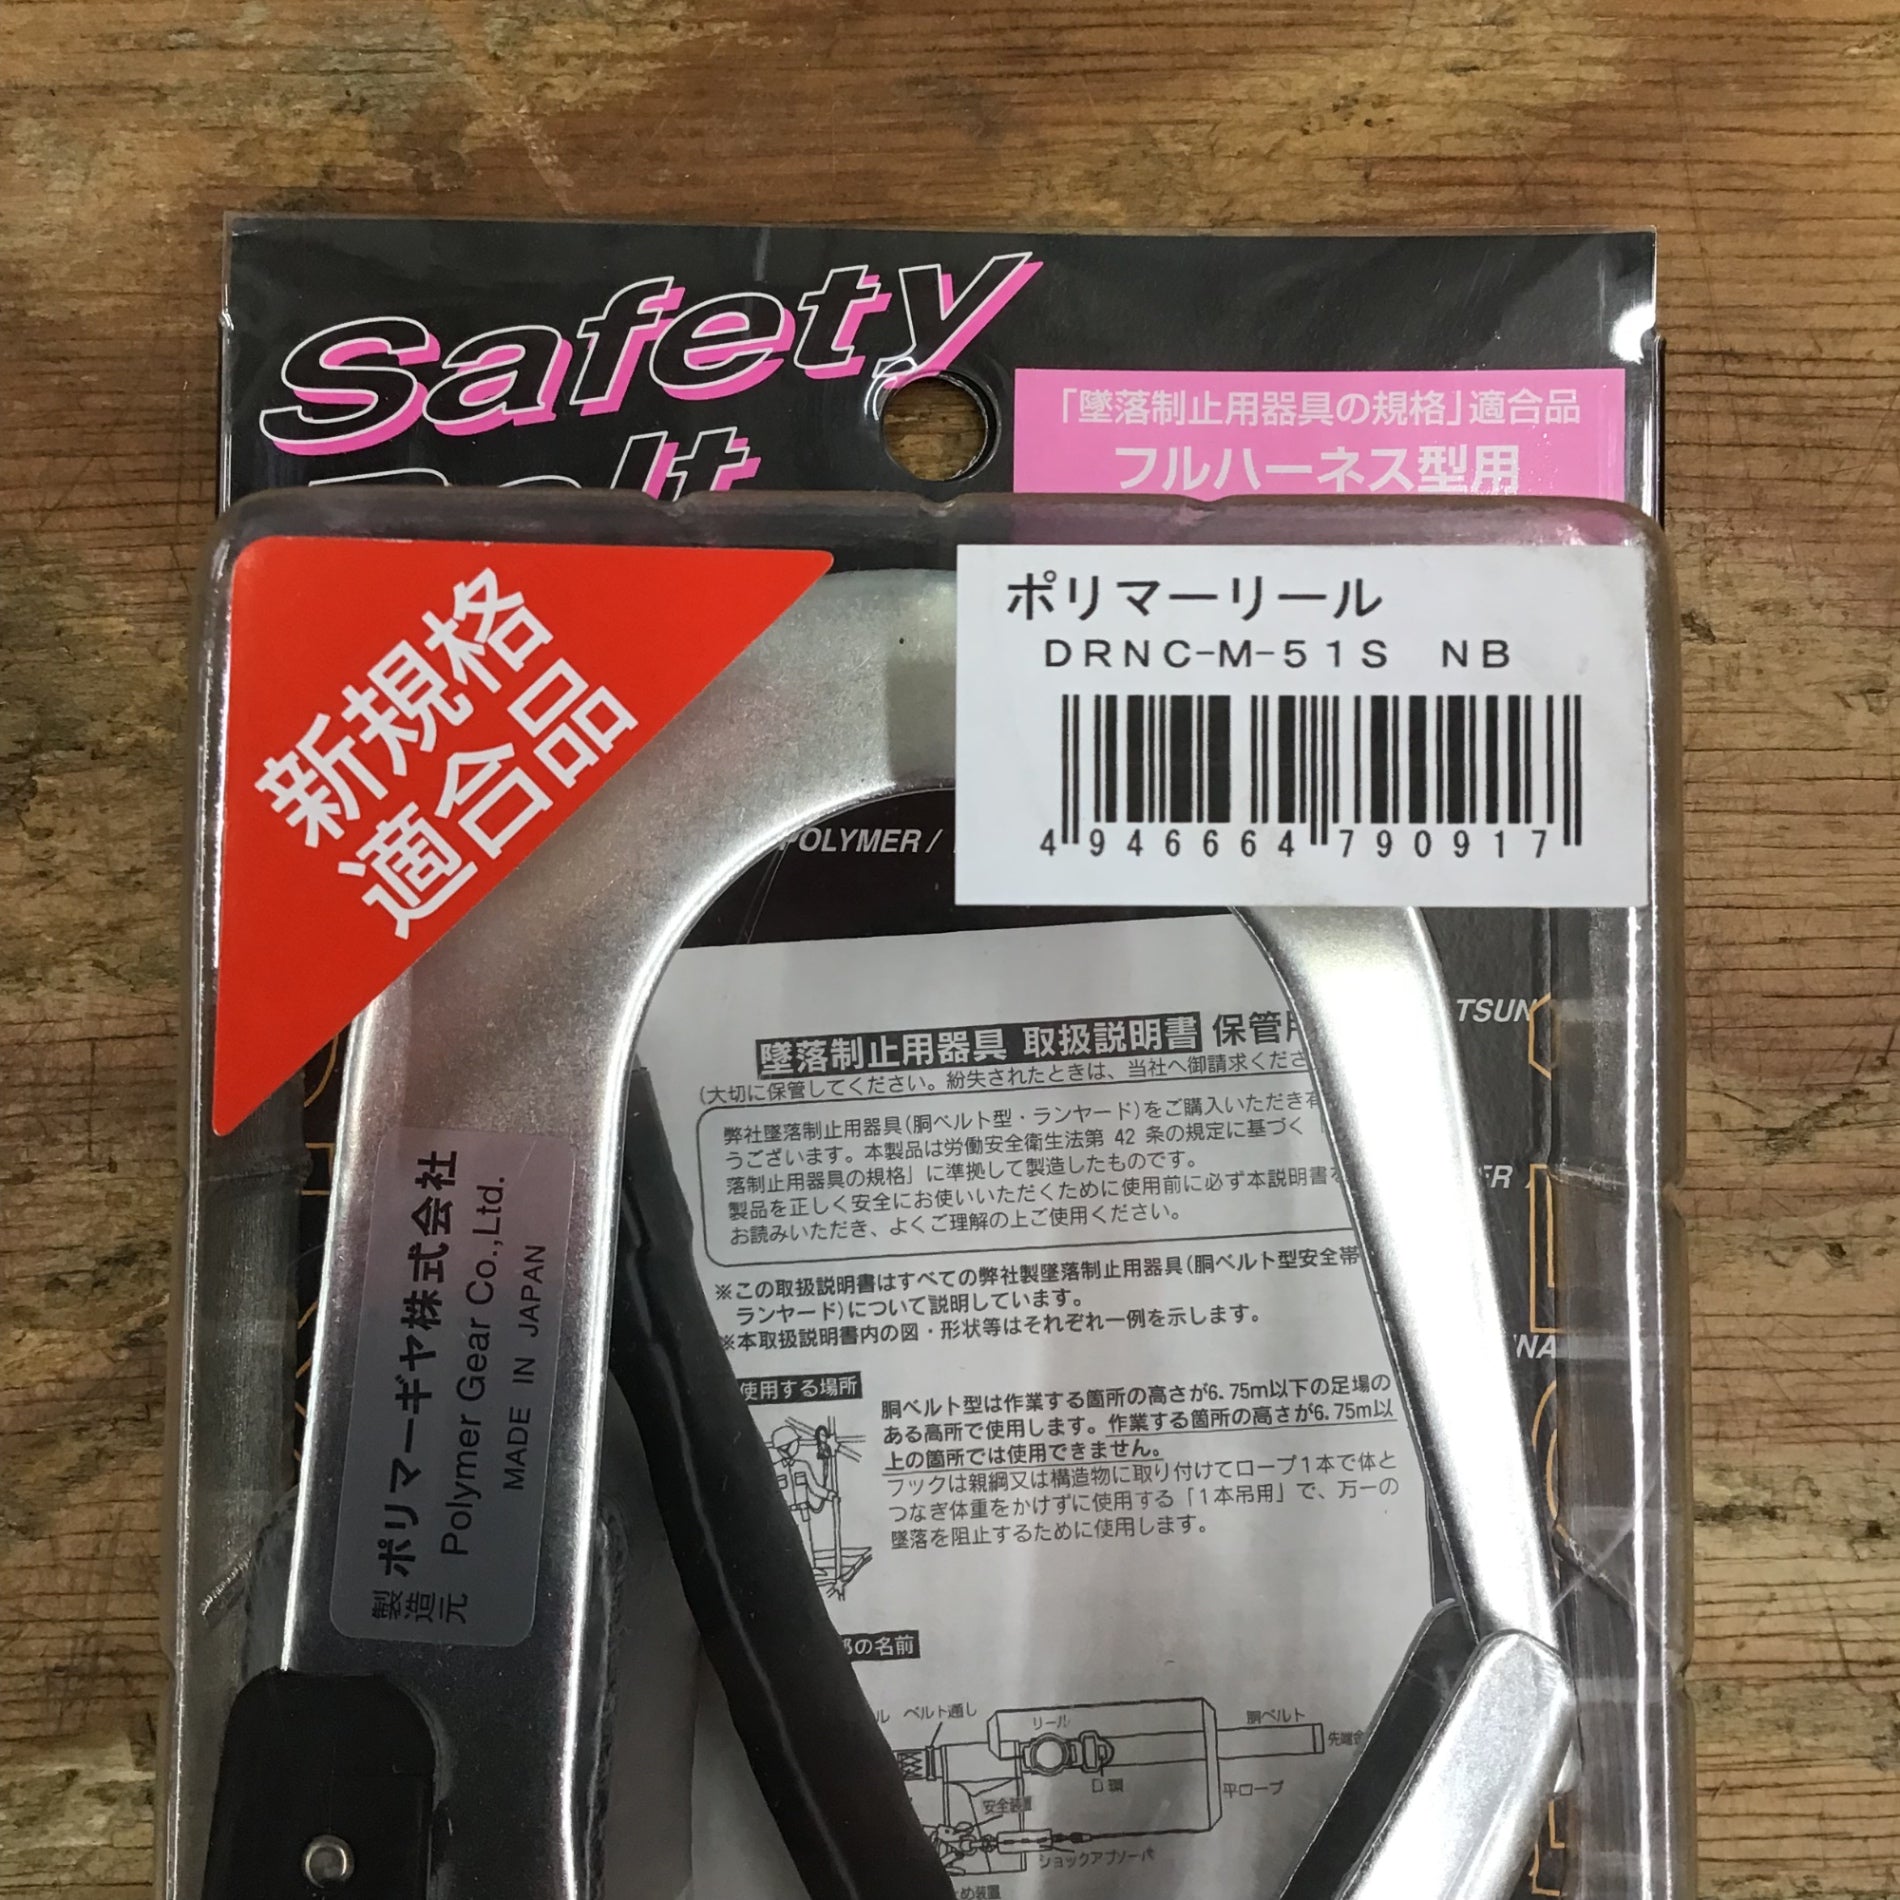 Safety
Belt
「墜落制止用器具の規格」適合品
フルハーネス型用
新規格
適合品
ポリマーリール
DRNC-M-51S NB
4 946664 790917
POLYMER /
TSUN
墜落制止用器具 取扱説明書 保管用
(大切に保管してください。紛失されたときは、当社へ御請求くださ
弊社墜落制止用器具(胴ベルト型・ランヤード)をご購入いただき有
うございます。本製品は労働安全衛生法第 42 条の規定に基づく「
落制止用器具の規格」に準拠して製造したものです。
製品を正しく安全にお使いいただくために使用前に必ず本説明書を
お読みいただき、よくご理解の上ご使用ください。
※この取扱説明書はすべての弊社製墜落制止用器具(胴ベルト型安全帯
ランヤード)について説明しています。
※本取扱説明書内の図・形状等はそれぞれ一例を示します。
使用する場所
胴ベルト型は作業する箇所の高さが6.75m以下の足場の
ある高所で使用します。作業する箇所の高さが6.75m以
上の箇所では使用できません。
フックは親綱又は構造物に取り付けてロープ1本で体と
つなぎ体重をかけずに使用する「1本吊用」で、万一の
墜落を阻止するために使用します。
部の名前
ル ベルト通し
リール
胴ベルト
先端金
D環
平ロープ
安全装置
ショックアブソーバ
止め装置
製造元
ポリマーギヤ株式会社
Polymer Gear Co.,Ltd.
MADE IN JAPAN